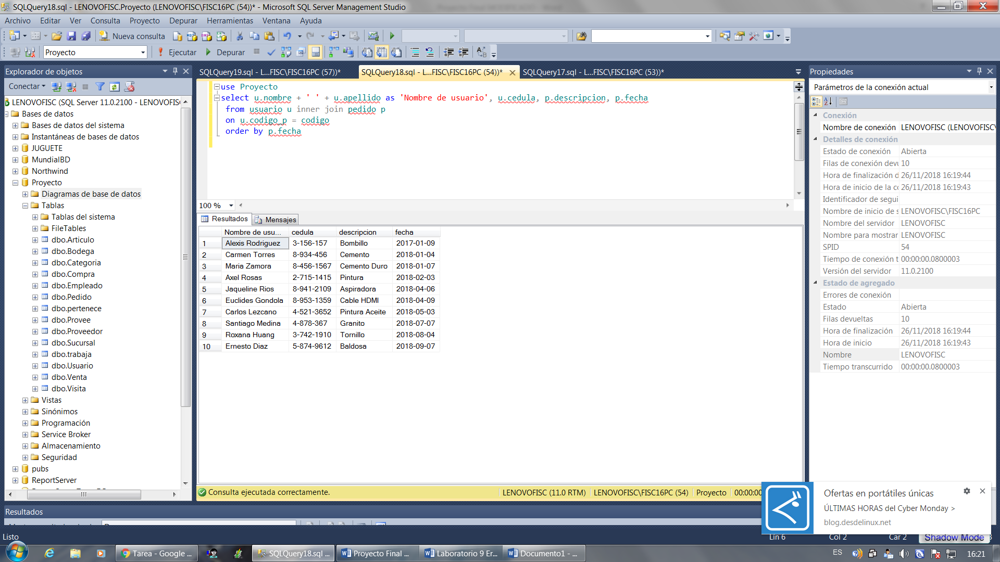 SQLQuery18.sql - LENOVOFISC.Proyecto (LENOVOFISC\FISC16PC (54))* - Microsoft SQL Server Management Studio
Archivo Editar Ver Consulta Proyecto Depurar Herramientas Ventana Ayuda
Nueva consulta
Proyecto Ejecutar Depurar
Explorador de objetos
Conectar
LENOVOFISC (SQL Server 11.0.2100 - LENOVOFIS
Bases de datos
Bases de datos del sistema
Instantáneas de bases de datos
JUGUETE
MundialBD
Northwind
Proyecto
Diagramas de base de datos
Tablas
Tablas del sistema
FileTables
dbo.Articulo
dbo.Bodega
dbo.Categoria
dbo.Compra
dbo.Empleado
dbo.Pedido
dbo.pertenece
dbo.Provee
dbo.Proveedor
dbo.Sucursal
dbo.trabaja
dbo.Usuario
dbo.Venta
dbo.Visita
Vistas
Sinónimos
Programación
Service Broker
Almacenamiento
Seguridad
pubs
ReportServer
SQLQuery19.sql - L...FISC\FISC16PC (57))* SQLQuery18.sql - L...FISC\FISC16PC (54))* SQLQuery17.sql - L...FISC\FISC16PC (53))*
use Proyecto
select u.nombre + ' ' + u.apellido as 'Nombre de usuario', u.cedula, p.descripcion, p.fecha
from usuario u inner join pedido p
on u.codigo_p = codigo
order by p.fecha
100 %
Resultados Mensajes
Nombre de usu... cedula descripcion fecha
1 Alexis Rodriguez 3-156-157 Bombillo 2017-01-09
2 Carmen Torres 8-934-456 Cemento 2018-01-04
3 Maria Zamora 8-456-1567 Cemento Duro 2018-01-07
4 Axel Rosas 2-715-1415 Pintura 2018-02-03
5 Jaqueline Rios 8-941-2109 Aspiradora 2018-04-06
6 Euclides Gondola 8-953-1359 Cable HDMI 2018-04-09
7 Carlos Lezcano 4-521-3652 Pintura Aceite 2018-05-03
8 Santiago Medina 4-878-367 Granito 2018-07-07
9 Roxana Huang 3-742-1910 Tornillo 2018-08-04
10 Ernesto Diaz 5-874-9612 Baldosa 2018-09-07
Consulta ejecutada correctamente. LENOVOFISC (11.0 RTM) LENOVOFISC\FISC16PC (54) Proyecto 00:00:00
Propiedades
Parámetros de la conexión actual
Conexión
Nombre de conexión LENOVOFISC (LENOVOFISC\
Detalles de conexión
Estado de conexión Abierta
Filas de conexión devu 10
Hora de finalización d 26/11/2018 16:19:44
Hora de inicio de la co 26/11/2018 16:19:43
Identificador de segui
Nombre de inicio de s LENOVOFISC\FISC16PC
Nombre del servidor LENOVOFISC
Nombre para mostrar LENOVOFISC
SPID 54
Tiempo de conexión t 00:00:00.0800003
Versión del servidor 11.0.2100
Estado de agregado
Errores de conexión
Estado Abierta
Filas devueltas 10
Hora de finalización 26/11/2018 16:19:44
Hora de inicio 26/11/2018 16:19:43
Nombre LENOVOFISC
Tiempo transcurrido 00:00:00.0800003
Ofertas en portátiles únicas
ÚLTIMAS HORAS del Cyber Monday >
blog.desdelinux.net
Resultados
Listo Lín 6 Col 2 Car 2 Shadow Mode
Tarea - Google ... SQLQuery18.sql ... Proyecto Final ... Laboratorio 9 Er... Documento1 - ... ES 16:21